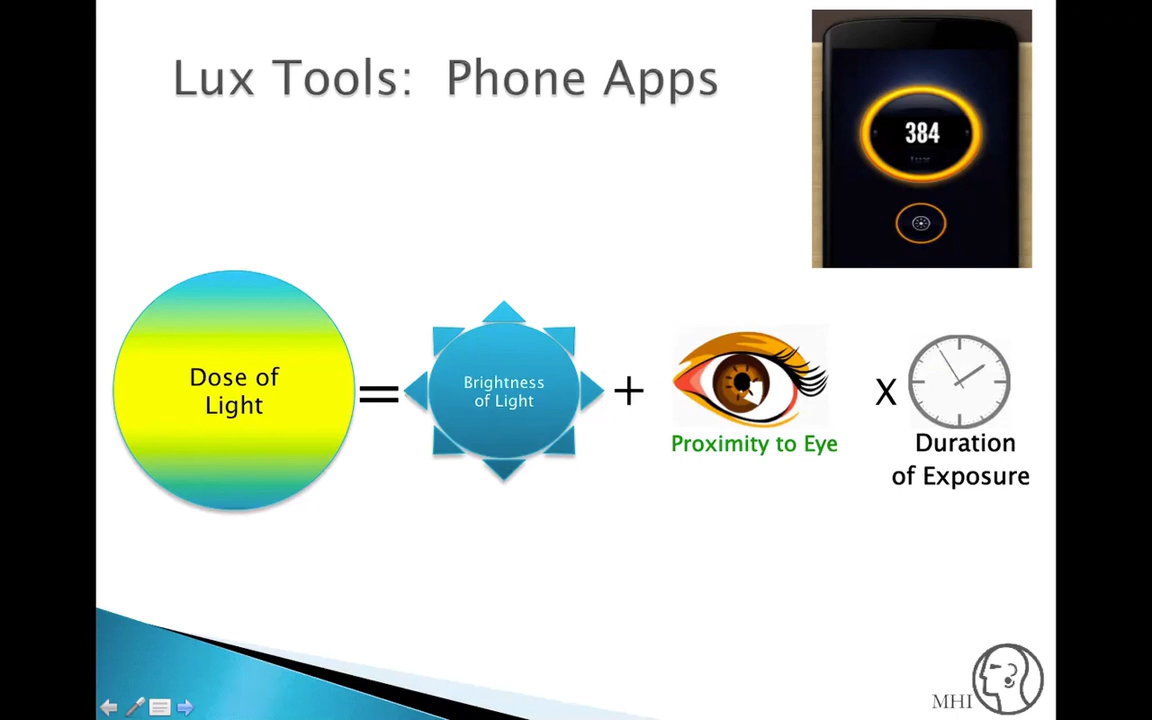 Lux Tools: Phone Apps
384
Dose of
Light
=
Brightness
of Light
+
Proximity to Eye
X
Duration
of Exposure
MHI